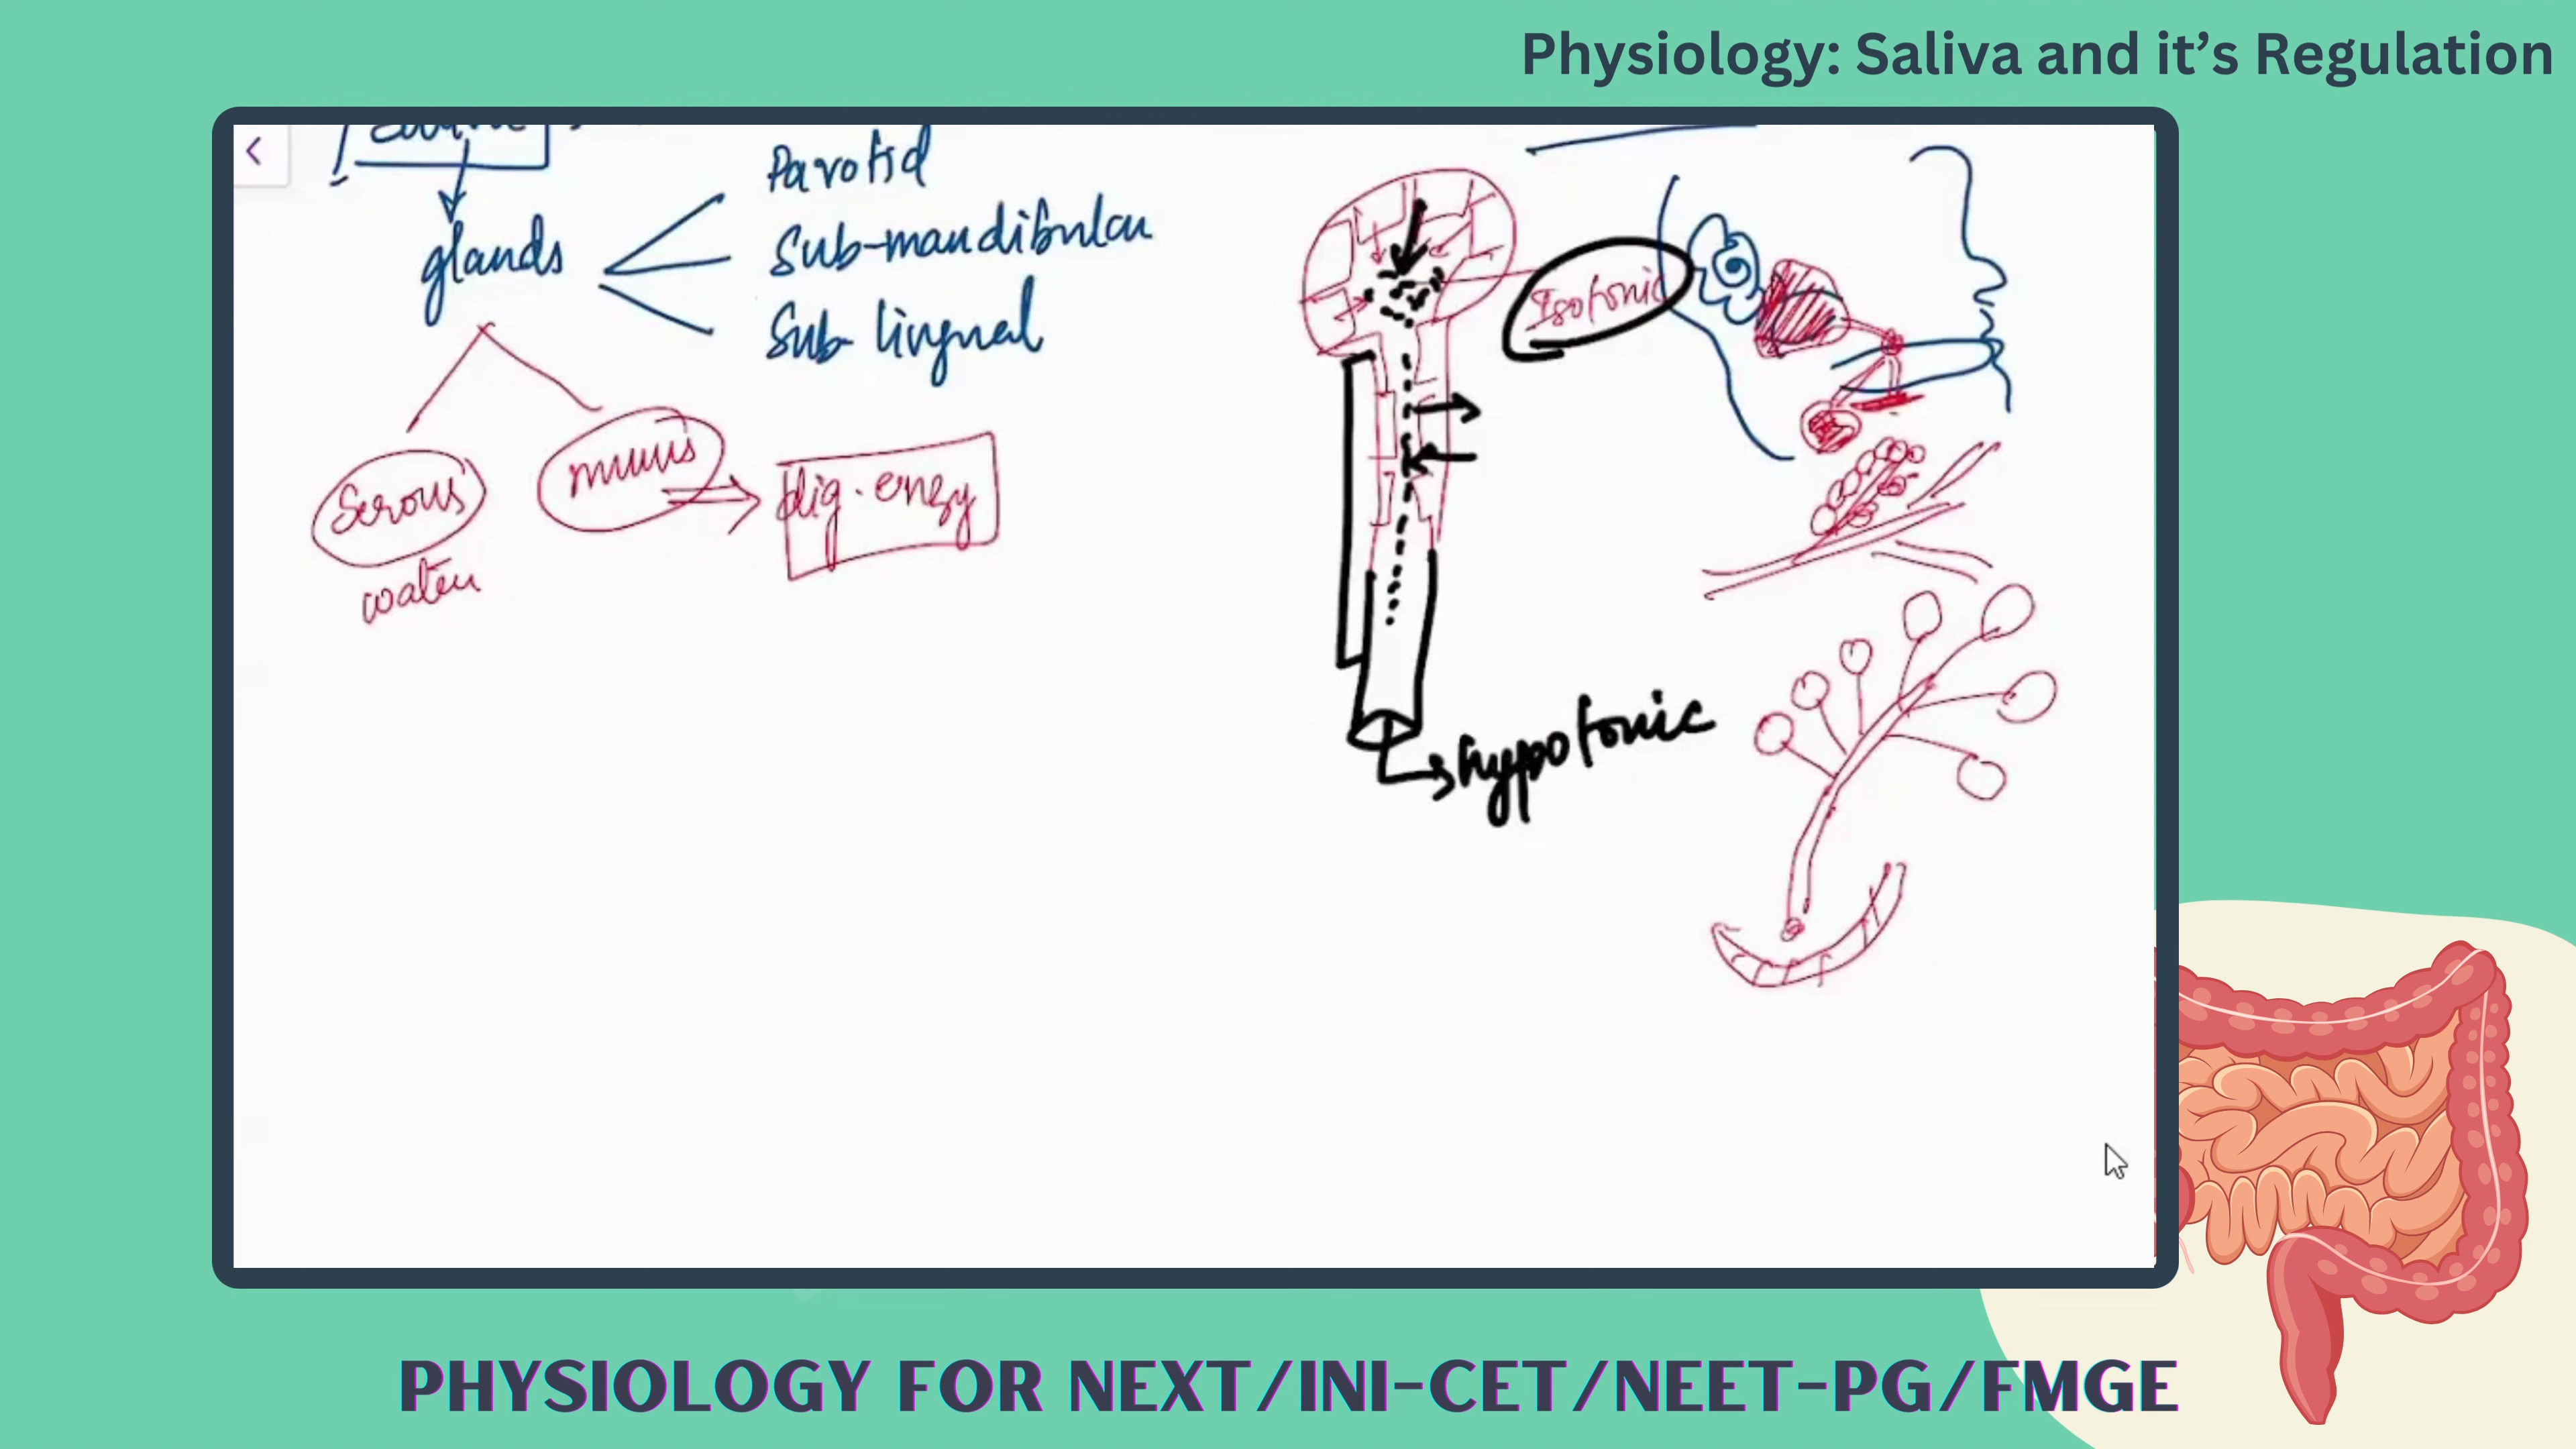 Physiology: Saliva and it’s Regulation
glands
Parotid
Sub-mandibular
Sub-lingual
Serous
water
dig. enzy
Isotonic
hypotonic
PHYSIOLOGY FOR NEXT/INI-CET/NEET-PG/FMGE